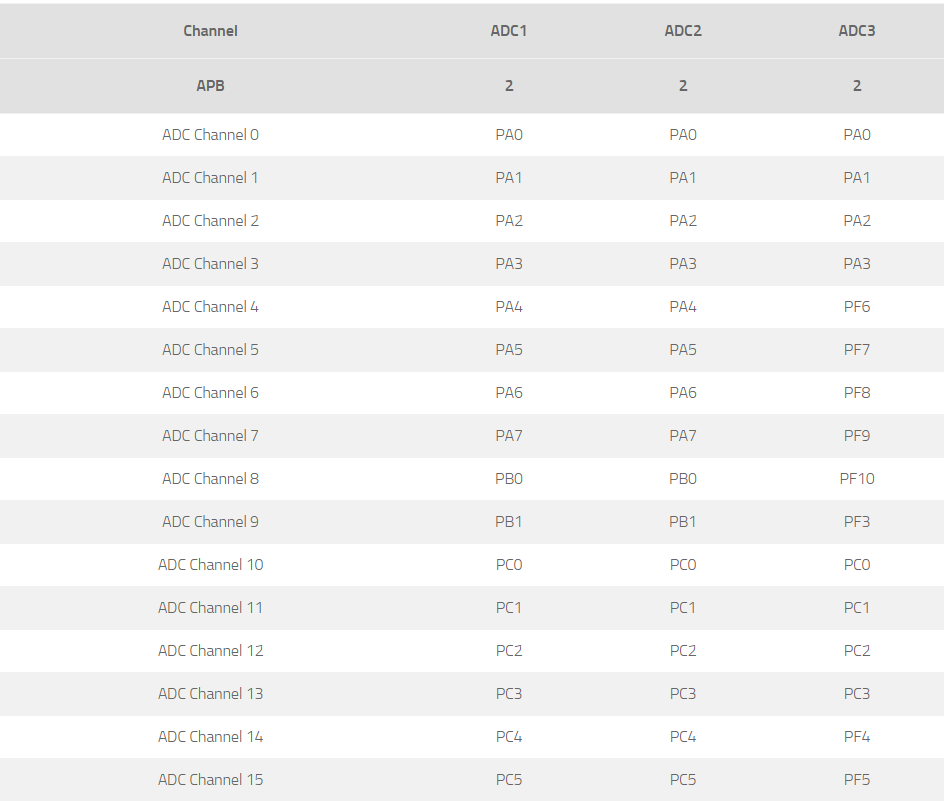 Channel ADC1 ADC2 ADC3
APB 2 2 2
ADC Channel 0 PA0 PA0 PA0
ADC Channel 1 PA1 PA1 PA1
ADC Channel 2 PA2 PA2 PA2
ADC Channel 3 PA3 PA3 PA3
ADC Channel 4 PA4 PA4 PF6
ADC Channel 5 PA5 PA5 PF7
ADC Channel 6 PA6 PA6 PF8
ADC Channel 7 PA7 PA7 PF9
ADC Channel 8 PB0 PB0 PF10
ADC Channel 9 PB1 PB1 PF3
ADC Channel 10 PC0 PC0 PC0
ADC Channel 11 PC1 PC1 PC1
ADC Channel 12 PC2 PC2 PC2
ADC Channel 13 PC3 PC3 PC3
ADC Channel 14 PC4 PC4 PF4
ADC Channel 15 PC5 PC5 PF5